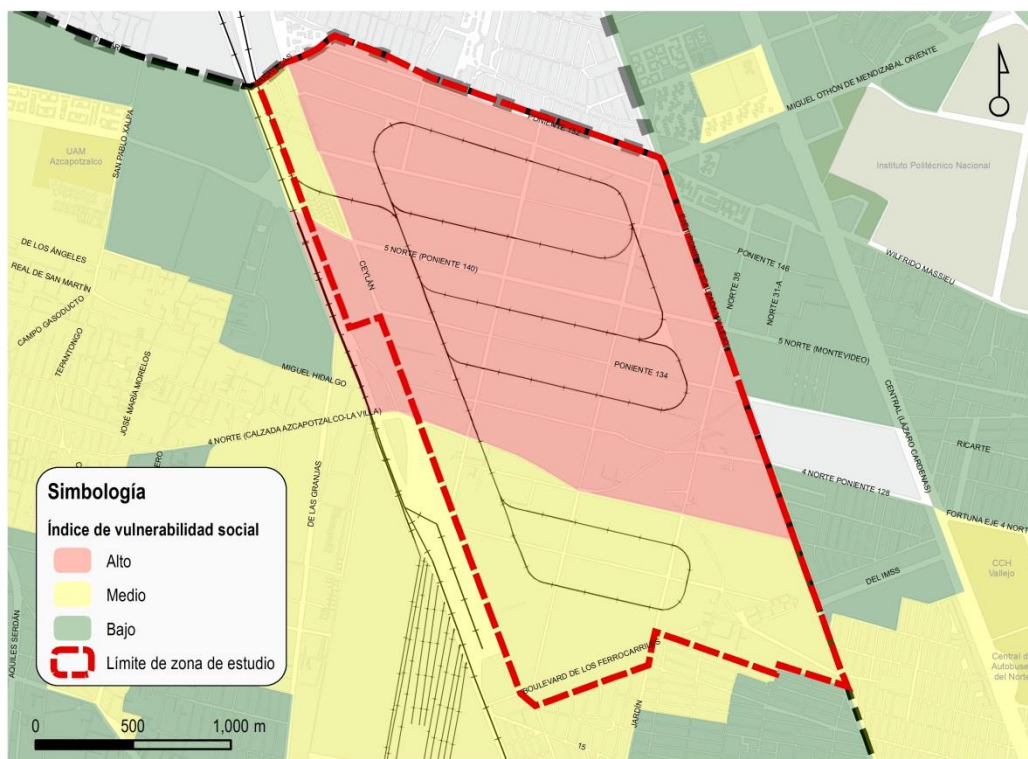 PONIENTE 152
MIGUEL OTHÓN DE MENDIZABAL ORIENTE
SAN PABLO XALPA
UAM
Azcapotzalco
Instituto Politécnico Nacional
DE LOS ÁNGELES
REAL DE SAN MARTÍN
CAMPO GASODUCTO
TEPANTONGO
JOSÉ MARÍA MORELOS
5 NORTE (PONIENTE 140)
CEYLÁN
PONIENTE 146
NORTE 35
NORTE 31-A
WILFRIDO MASSIEU
5 NORTE (MONTEVIDEO)
PONIENTE 134
MIGUEL HIDALGO
4 NORTE (CALZADA AZCAPOTZALCO-LA VILLA)
CENTRAL (LÁZARO CARDENAS)
RICARTE
4 NORTE PONIENTE 128
FORTUNA EJE 4 NORT
DE LAS GRANJAS
DEL IMSS
CCH
Vallejo
AQUILES SERDÁN
BOULEVARD DE LOS FERROCARRILES
Central d
Autobuse
del Norte
JARDÍN
15
Simbología
Índice de vulnerabilidad social
Alto
Medio
Bajo
Límite de zona de estudio
0 500 1,000 m